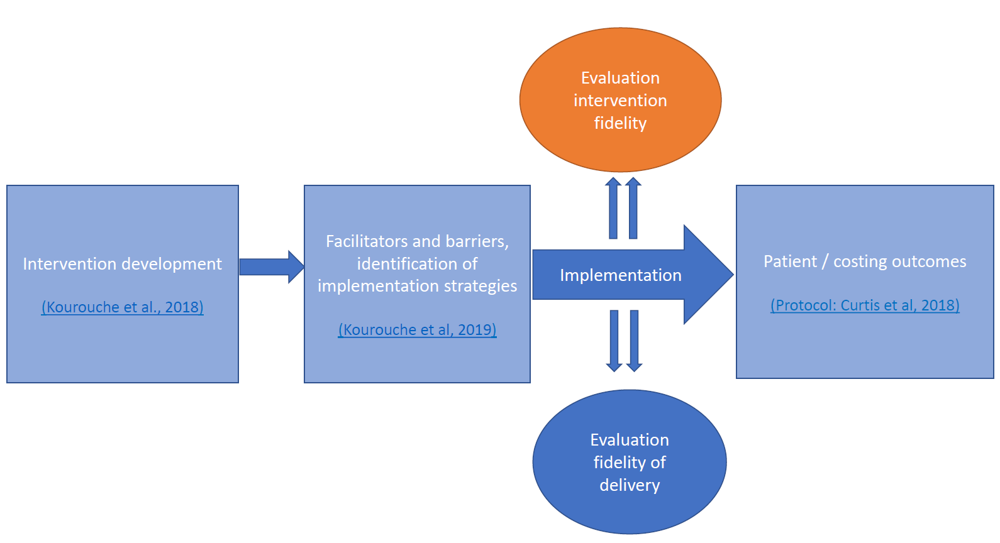 Evaluation
intervention
fidelity
Intervention development
(Kourouche et al., 2018)
Facilitators and barriers,
identification of
implementation strategies
(Kourouche et al, 2019)
Implementation
Patient / costing outcomes
(Protocol: Curtis et al, 2018)
Evaluation
fidelity of
delivery